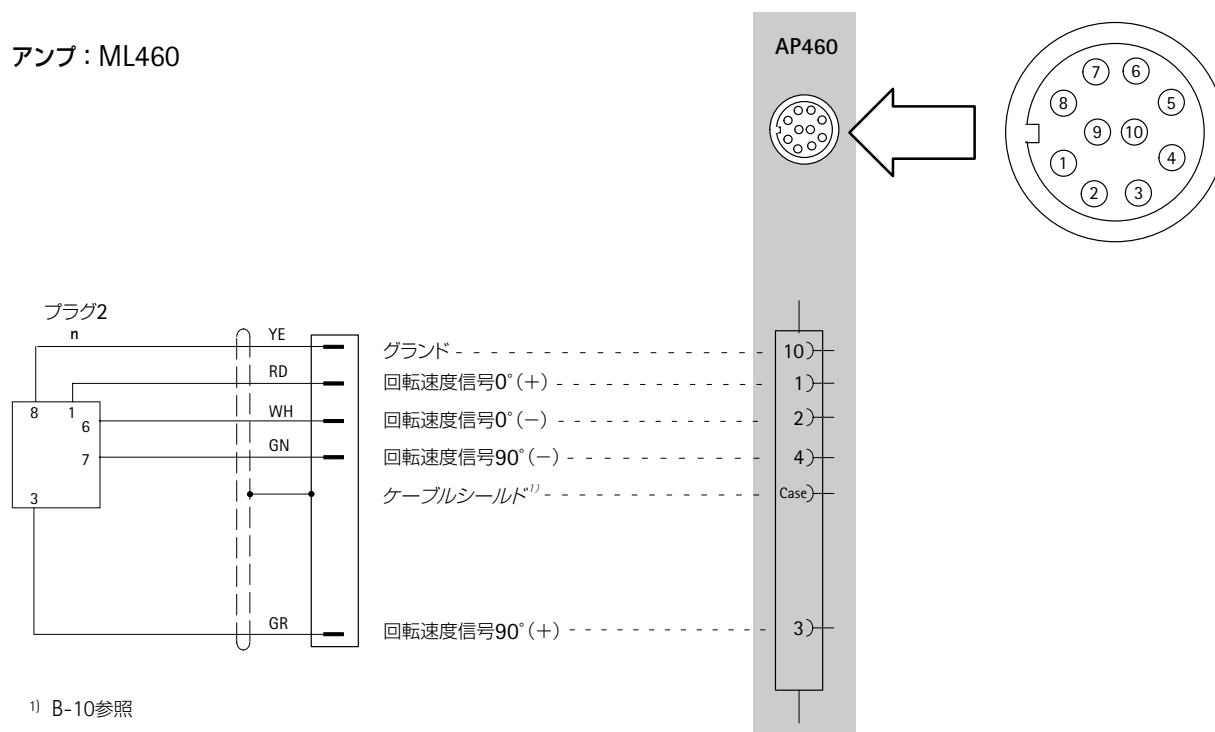 アンプ：ML460
AP460
7 6
8 5
9 10
1 4
2 3
プラグ2
n
YE グランド 10
RD 回転速度信号0°(+) 1
8 1
WH 回転速度信号0°(−) 2
6
GN 回転速度信号90°(−) 4
7
ケーブルシールド1) Case
3
GR 回転速度信号90°(+) 3
1) B-10参照